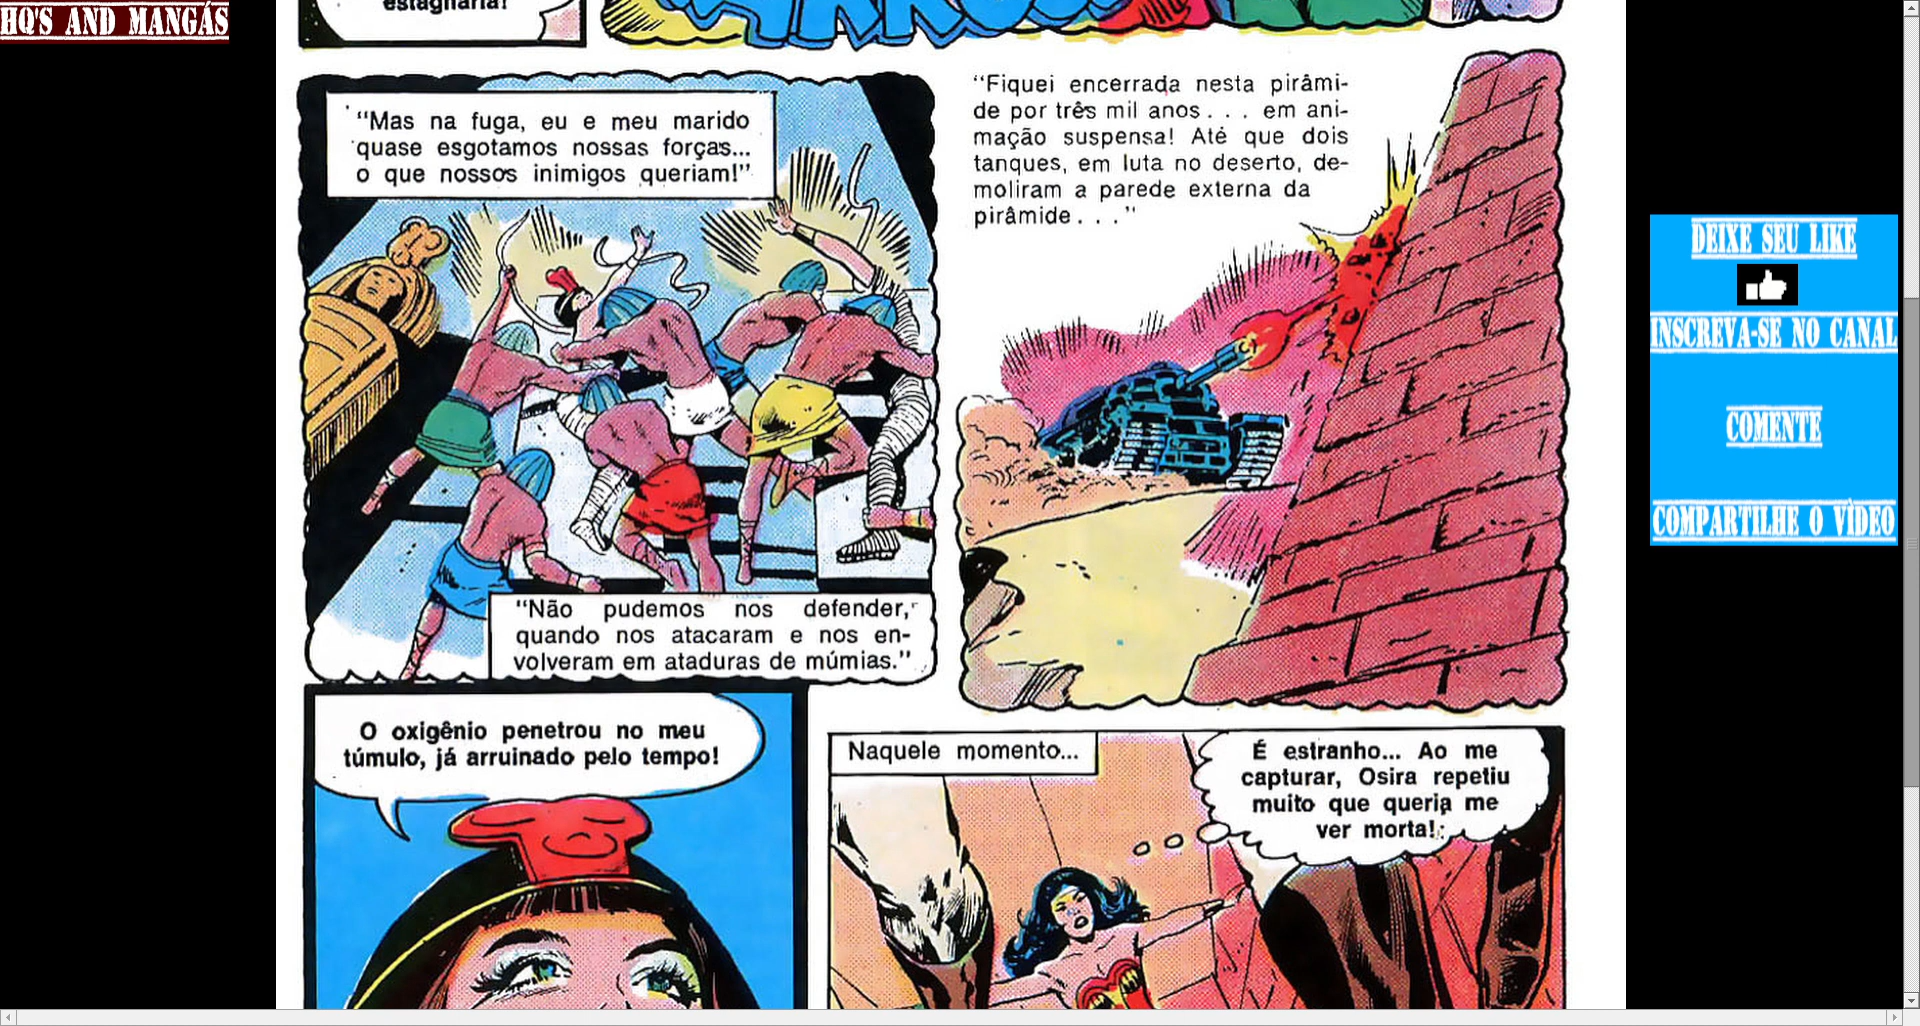 HQ'S AND MANGÁS
estagnaria!
"Mas na fuga, eu e meu marido
quase esgotamos nossas forças...
o que nossos inimigos queriam!"
"Não pudemos nos defender,
quando nos atacaram e nos en-
volveram em ataduras de múmias."
"Fiquei encerrada nesta pirâmi-
de por três mil anos . . . em ani-
mação suspensa! Até que dois
tanques, em luta no deserto, de-
moliram a parede externa da
pirâmide . . ."
O oxigênio penetrou no meu
túmulo, já arruinado pelo tempo!
Naquele momento...
É estranho... Ao me
capturar, Osira repetiu
muito que queria me
ver morta!
DEIXE SEU LIKE
INSCREVA-SE NO CANAL
COMENTE
COMPARTILHE O VÌDEO